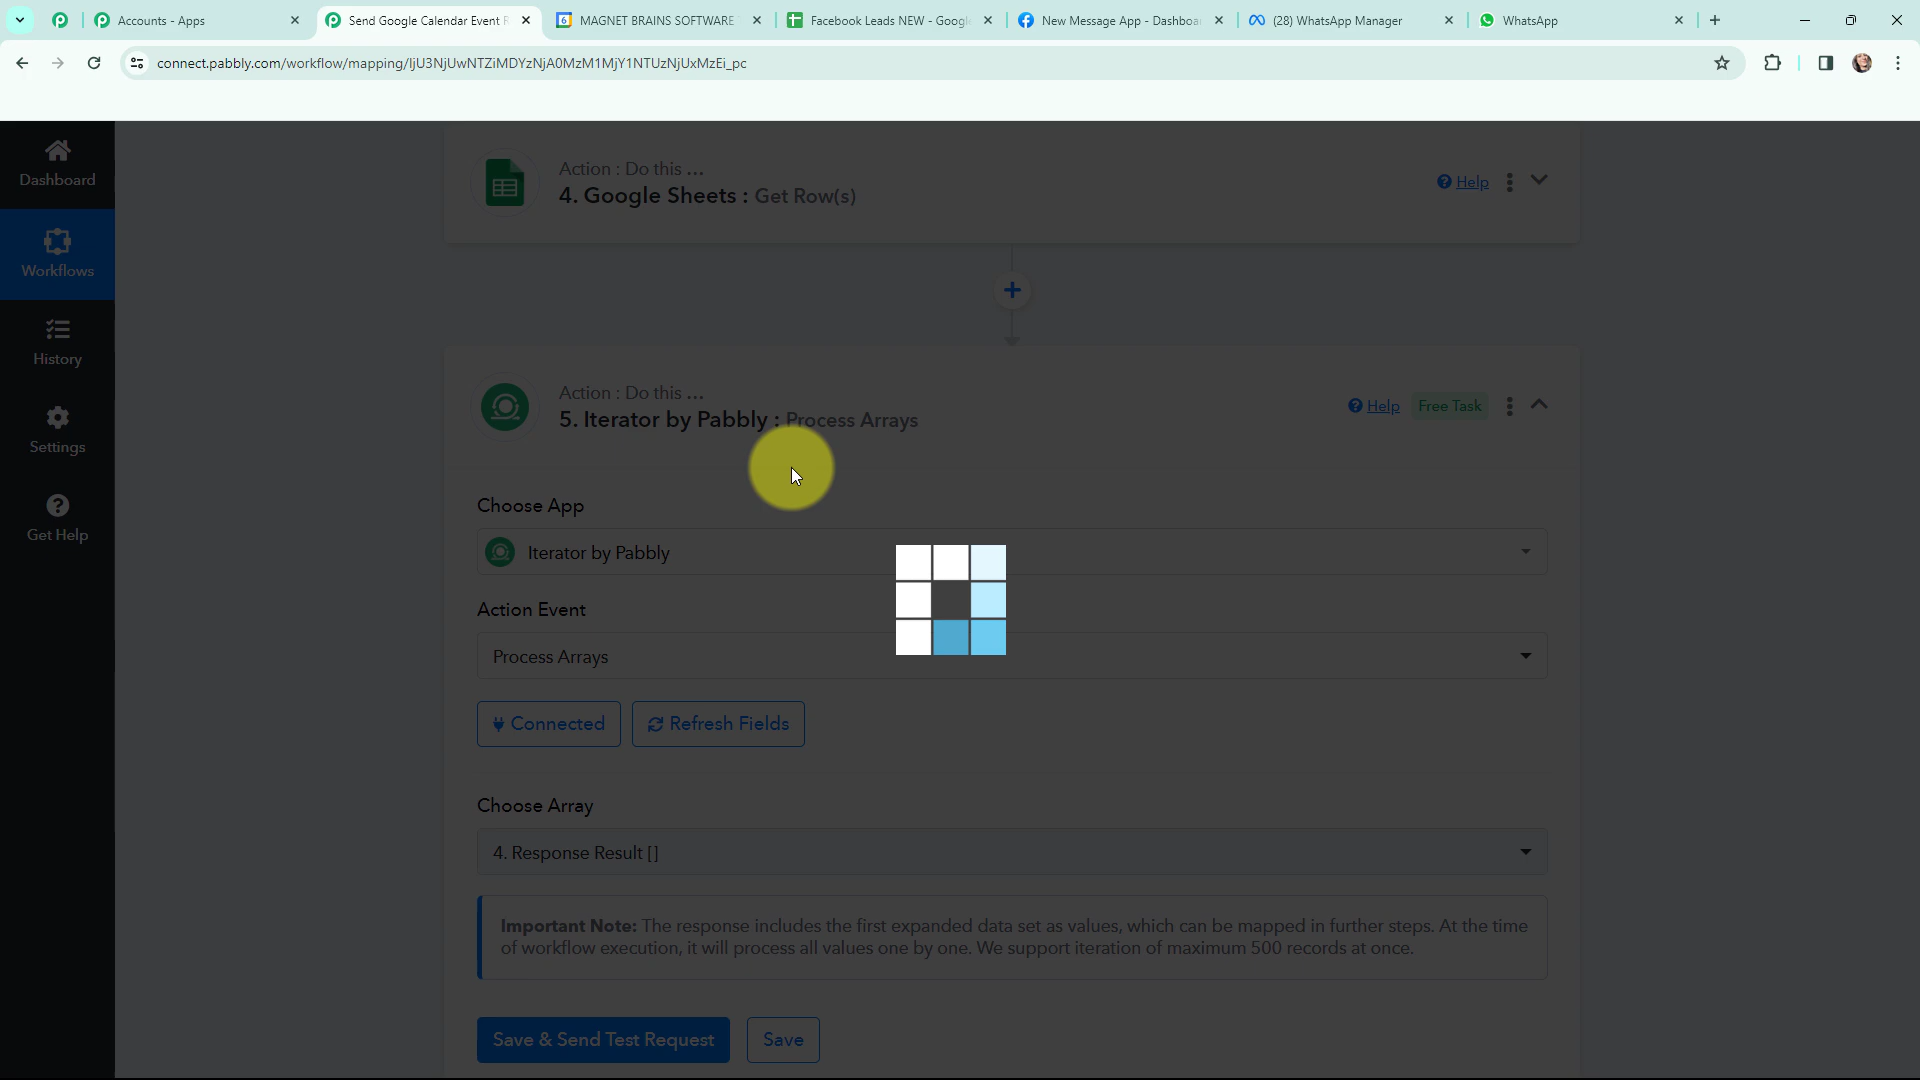 Accounts - Apps
Send Google Calendar Event R
MAGNET BRAINS SOFTWARE
Facebook Leads NEW - Google
New Message App - Dashboa
(28) WhatsApp Manager
WhatsApp
connect.pabbly.com/workflow/mapping/IjU3NjUwNTZiMDYzNjA0MzM1MjY1NTUzNjUxMzEi_pc
Dashboard
Workflows
History
Settings
Get Help
Action : Do this ...
4. Google Sheets : Get Row(s)
Help
Action : Do this ...
5. Iterator by Pabbly : Process Arrays
Help
Free Task
Choose App
Iterator by Pabbly
Action Event
Process Arrays
Connected
Refresh Fields
Choose Array
4. Response Result []
Important Note: The response includes the first expanded data set as values, which can be mapped in further steps. At the time
of workflow execution, it will process all values one by one. We support iteration of maximum 500 records at once.
Save & Send Test Request
Save